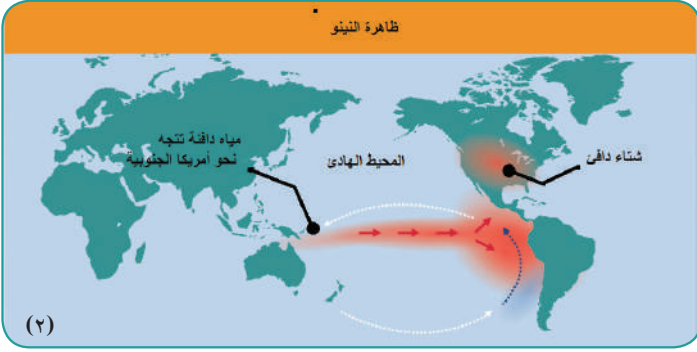 ظاهرة النينو
مياه دافئة تتجه
نحو أمريكا الجنوبية
المحيط الهادئ
شتاء دافئ
(٢)